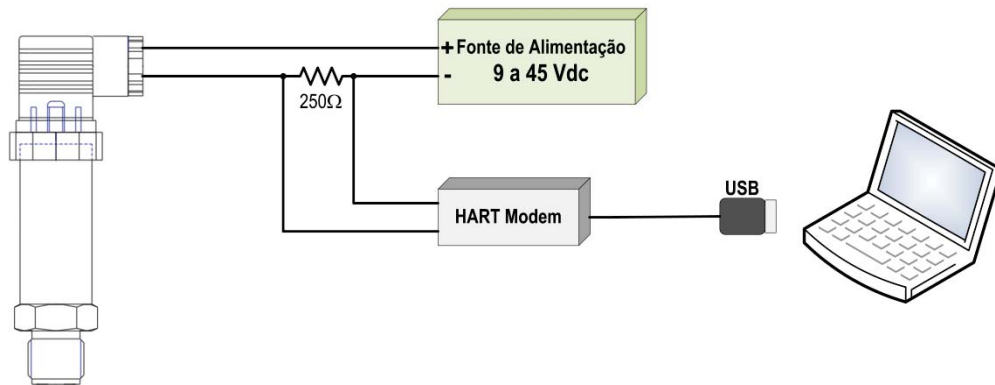 + Fonte de Alimentação
- 9 a 45 Vdc
250Ω
USB
HART Modem